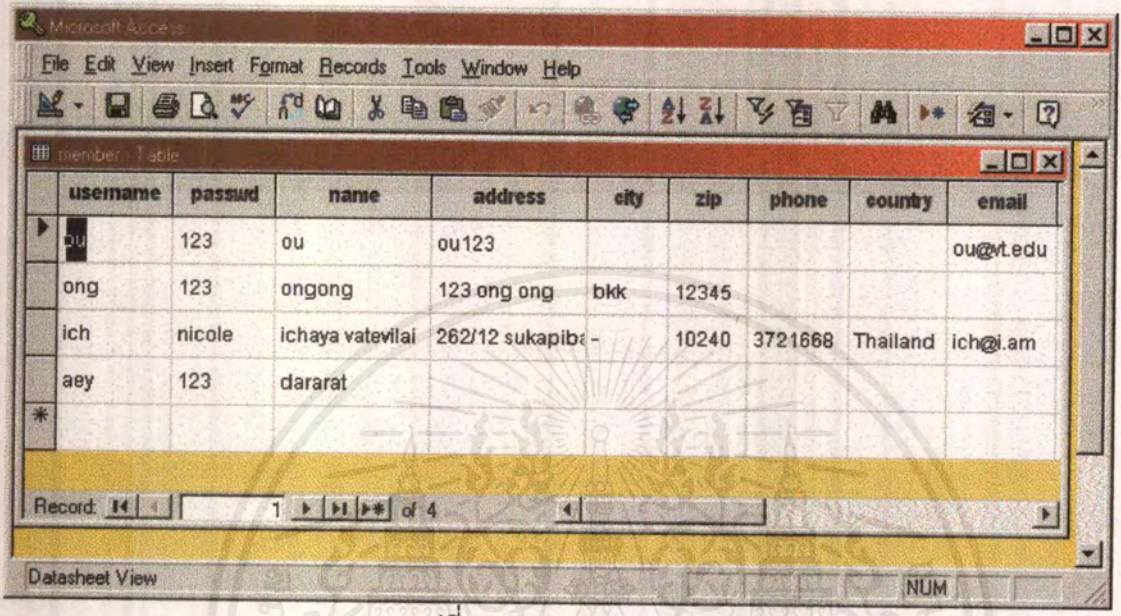 Microsoft Access
File Edit View Insert Format Records Tools Window Help
member : Table
username passwd name address city zip phone country email
ou 123 ou ou123 ou@vt.edu
ong 123 ongong 123 ong ong bkk 12345
ich nicole ichaya vatevilai 262/12 sukapiba - 10240 3721668 Thailand ich@i.am
aey 123 dararat
Record: 1 of 4
Datasheet View NUM